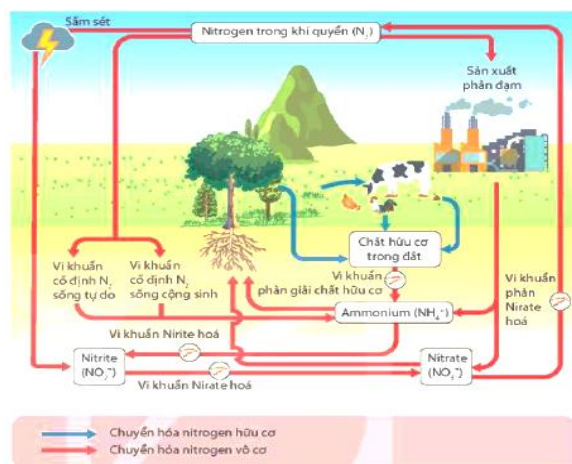 Sấm sét
Nitrogen trong khí quyển (N₂)
Sản xuất
phân đạm
Chất hữu cơ
trong đất
Vi khuẩn
cố định N₂
sống tự do
Vi khuẩn
cố định N₂
sống cộng sinh
Vi khuẩn
phân giải chất hữu cơ
Vi khuẩn
phản
Nirate
hoá
Ammonium (NH₄⁺)
Vi khuẩn Nirite hoá
Nitrite
(NO₂⁻)
Vi khuẩn Nirate hoá
Nitrate
(NO₃⁻)
Chuyển hóa nitrogen hữu cơ
Chuyển hóa nitrogen vô cơ